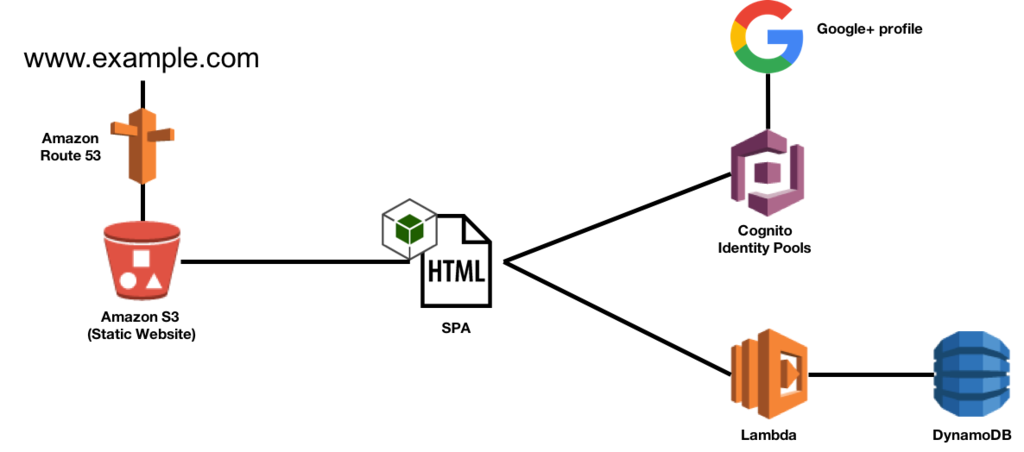 www.example.com
Amazon
Route 53
Amazon S3
(Static Website)
HTML
SPA
Google+ profile
Cognito
Identity Pools
Lambda
DynamoDB